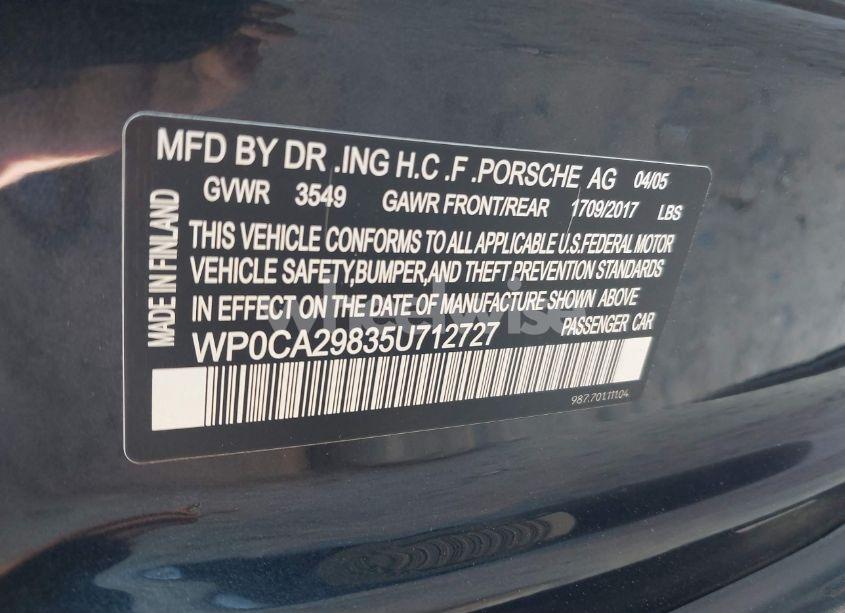 MFD BY DR .ING H.C .F .PORSCHE AG 04/05
GVWR 3549 GAWR FRONT/REAR 1709/2017 LBS
THIS VEHICLE CONFORMS TO ALL APPLICABLE U.S.FEDERAL MOTOR
VEHICLE SAFETY,BUMPER,AND THEFT PREVENTION STANDARDS
IN EFFECT ON THE DATE OF MANUFACTURE SHOWN ABOVE
WP0CA29835U712727 PASSENGER CAR
987.701.111.04
MADE IN FINLAND
wheelwise